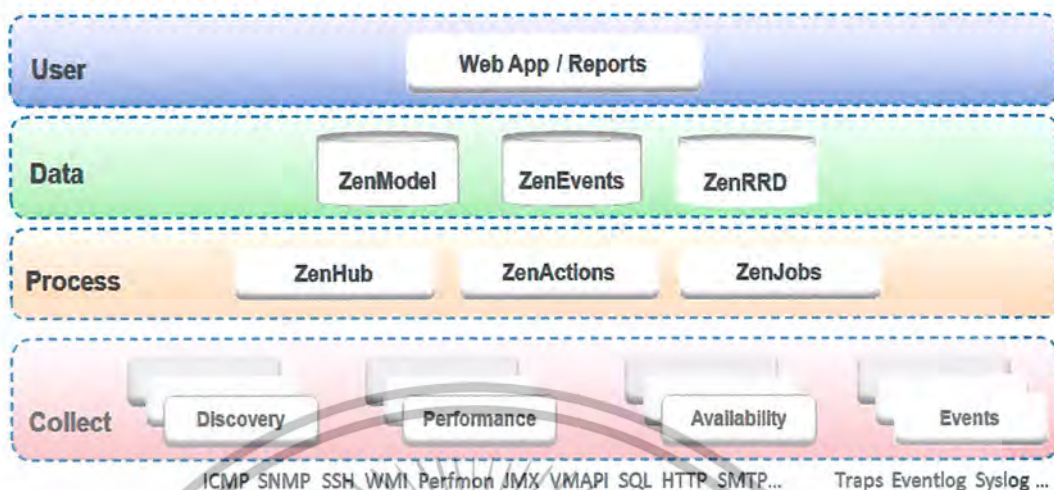 User
Web App / Reports
Data
ZenModel
ZenEvents
ZenRRD
Process
ZenHub
ZenActions
ZenJobs
Collect
Discovery
Performance
Availability
Events
ICMP SNMP SSH WMI Perfmon JMX VMAPI SQL HTTP SMTP...
Traps Eventlog Syslog ...